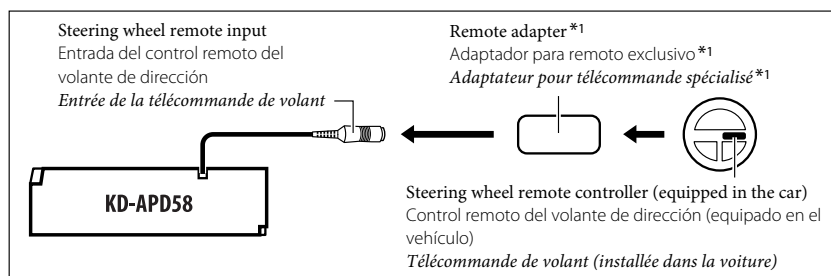 Steering wheel remote input
Entrada del control remoto del
volante de dirección
Entrée de la télécommande de volant
Remote adapter*1
Adaptador para remoto exclusivo*1
Adaptateur pour télécommande spécialisé*1
KD-APD58
Steering wheel remote controller (equipped in the car)
Control remoto del volante de dirección (equipado en el
vehículo)
Télécommande de volant (installée dans la voiture)